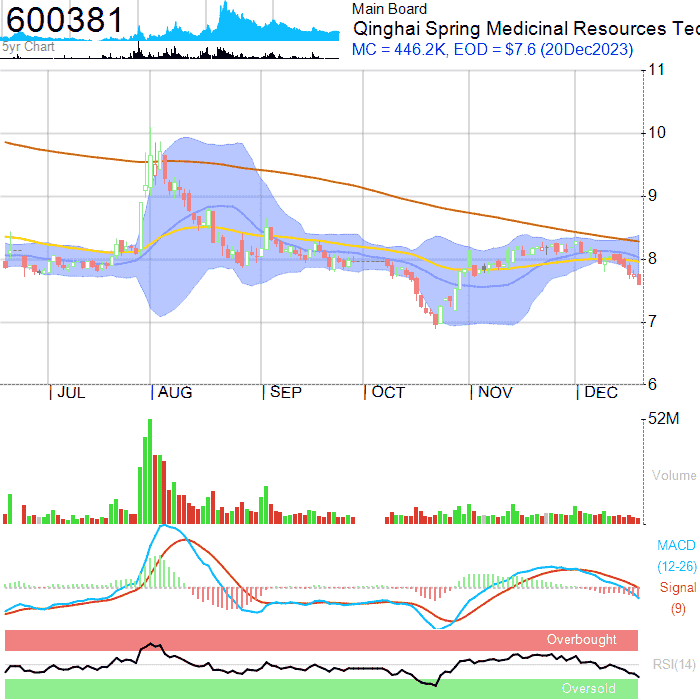 600381
5yr Chart
Main Board
Qinghai Spring Medicinal Resources Tec
MC = 446.2K, EOD = $7.6 (20Dec2023)
11
10
9
8
7
6
JUL AUG SEP OCT NOV DEC
52M
Volume
MACD
(12-26)
Signal
(9)
Overbought
RSI(14)
Oversold